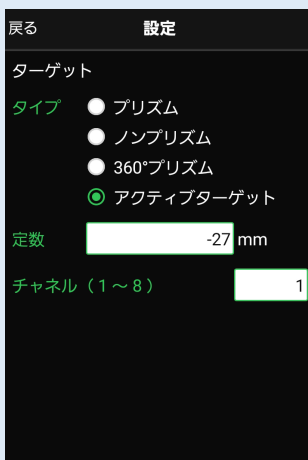 戻る 設定
ターゲット
タイプ プリズム
ノンプリズム
360°プリズム
アクティブターゲット
定数 -27 mm
チャネル（1～8） 1